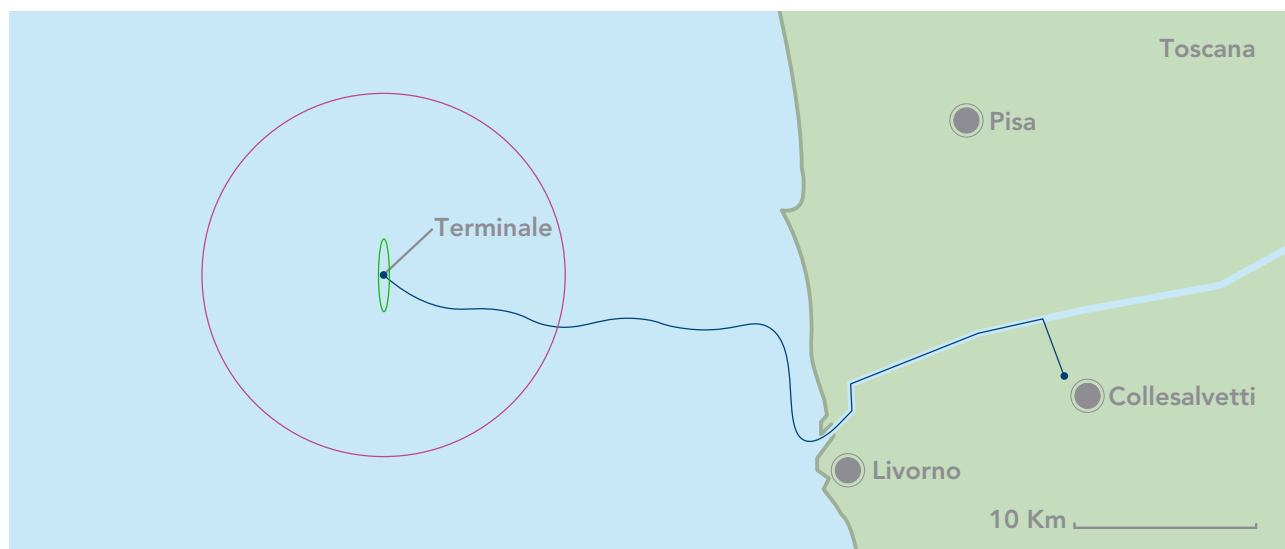 Toscana
Pisa
Terminale
Collesalvetti
Livorno
10 Km